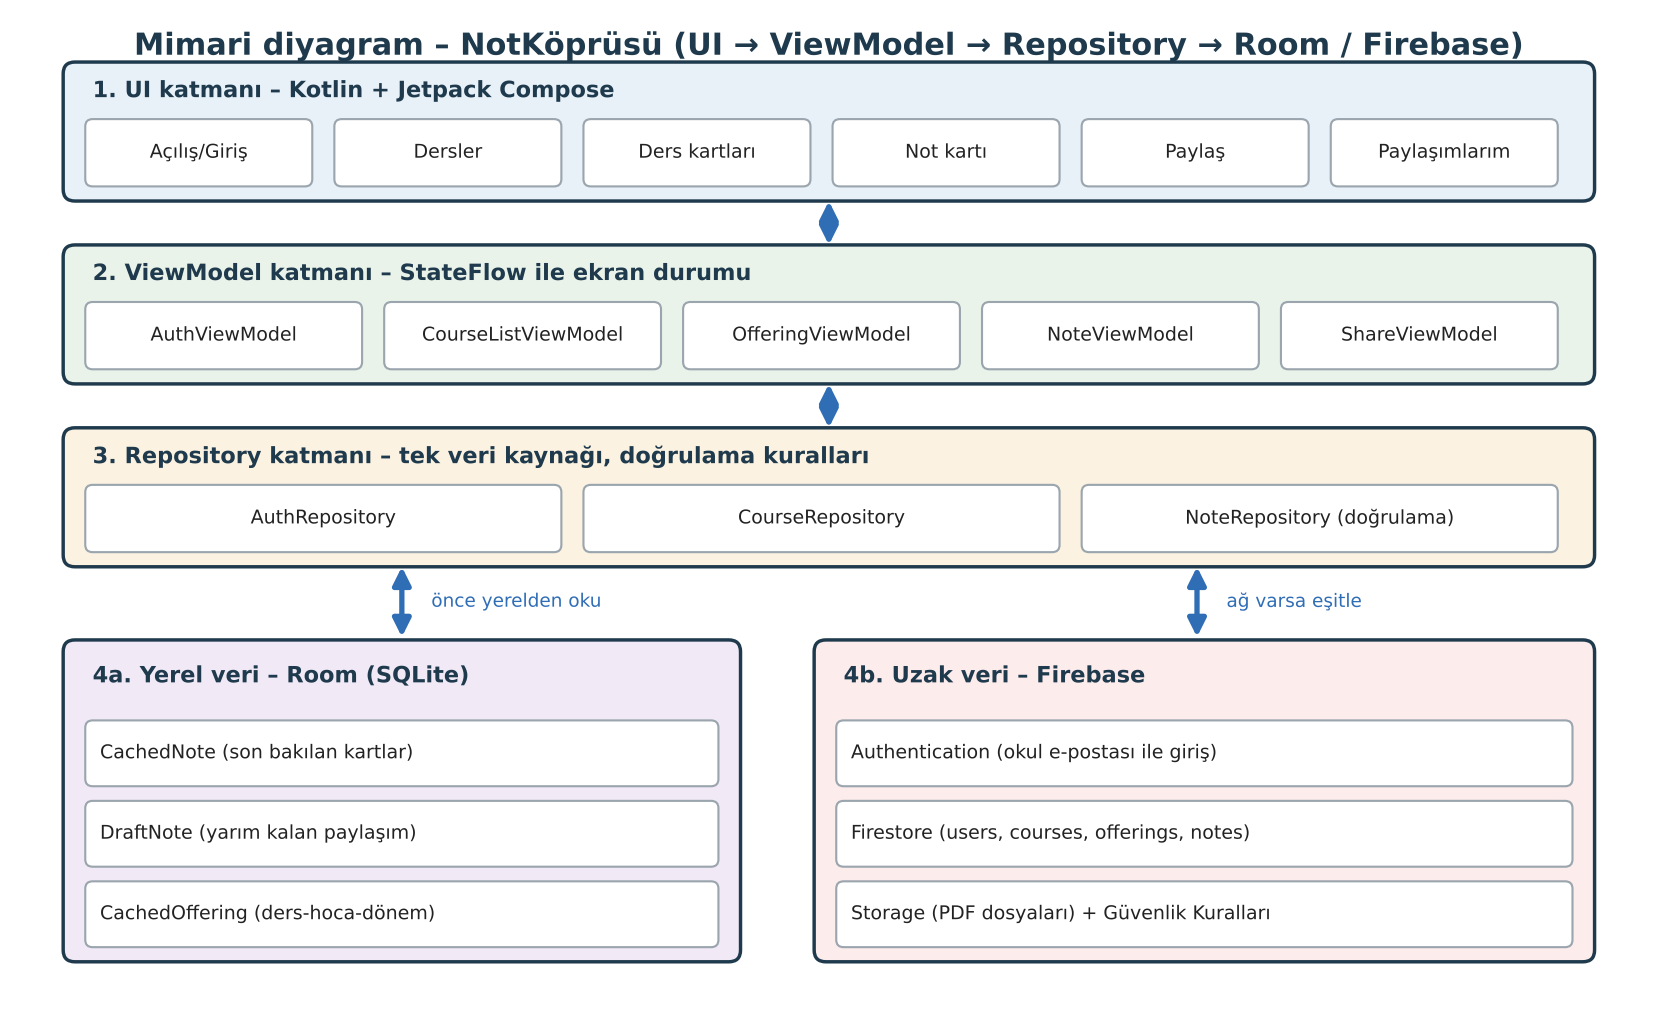 Mimari diyagram – NotKöprüsü (UI → ViewModel → Repository → Room / Firebase)
1. UI katmanı – Kotlin + Jetpack Compose
Açılış/Giriş
Dersler
Ders kartları
Not kartı
Paylaş
Paylaşımlarım
2. ViewModel katmanı – StateFlow ile ekran durumu
AuthViewModel
CourseListViewModel
OfferingViewModel
NoteViewModel
ShareViewModel
3. Repository katmanı – tek veri kaynağı, doğrulama kuralları
AuthRepository
CourseRepository
NoteRepository (doğrulama)
önce yerelden oku
ağ varsa eşitle
4a. Yerel veri – Room (SQLite)
CachedNote (son bakılan kartlar)
DraftNote (yarım kalan paylaşım)
CachedOffering (ders-hoca-dönem)
4b. Uzak veri – Firebase
Authentication (okul e-postası ile giriş)
Firestore (users, courses, offerings, notes)
Storage (PDF dosyaları) + Güvenlik Kuralları